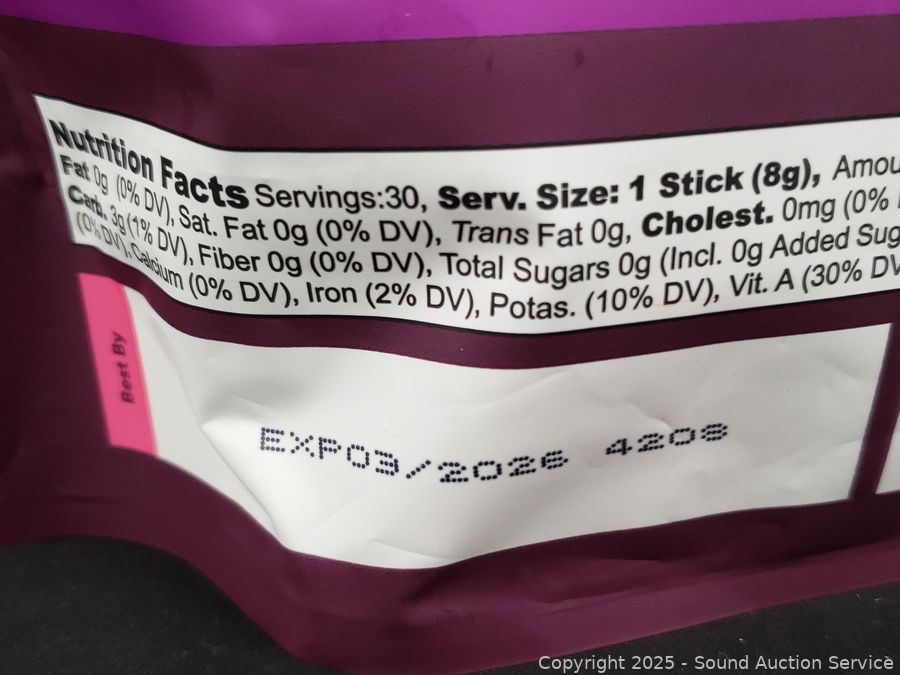 Nutrition Facts Servings:30, Serv. Size: 1 Stick (8g), Amou
Fat 0g (0% DV), Sat. Fat 0g (0% DV), Trans Fat 0g, Cholest. 0mg (0%
Carb. 3g (1% DV), Fiber 0g (0% DV), Total Sugars 0g (Incl. 0g Added Sug
(0% DV), Calcium (0% DV), Iron (2% DV), Potas. (10% DV), Vit. A (30% DV
Best By
EXP03/2026 4208
Copyright 2025 - Sound Auction Service